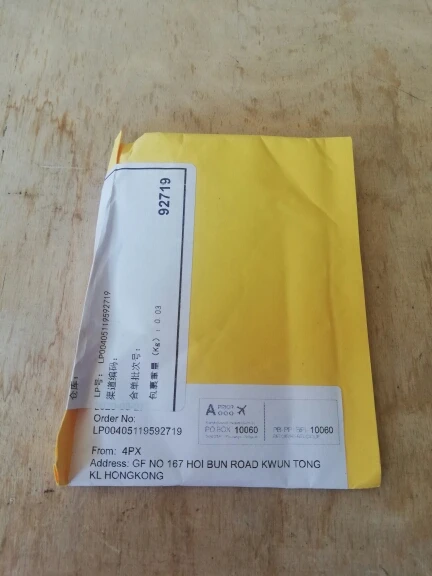 92719
仓库:
LP号: LP00405119592719
渠道编码:
合单批次号:
包裹重量 (Kg) : 0.03
Order No:
LP00405119592719
From: 4PX
Address: GF NO 167 HOI BUN ROAD KWUN TONG
KL HONGKONG
A PRIOR
PO BOX 10060
10060